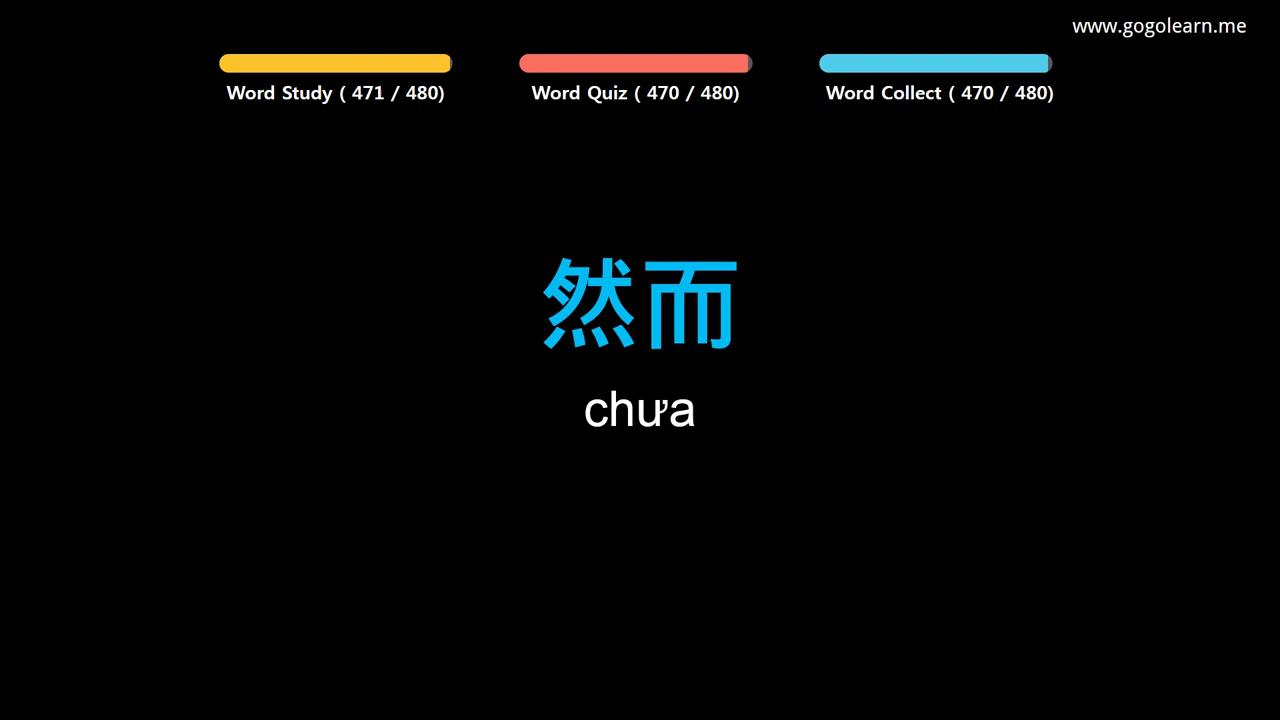 www.gogolearn.me
Word Study ( 471 / 480)
Word Quiz ( 470 / 480)
Word Collect ( 470 / 480)
然而
chưa